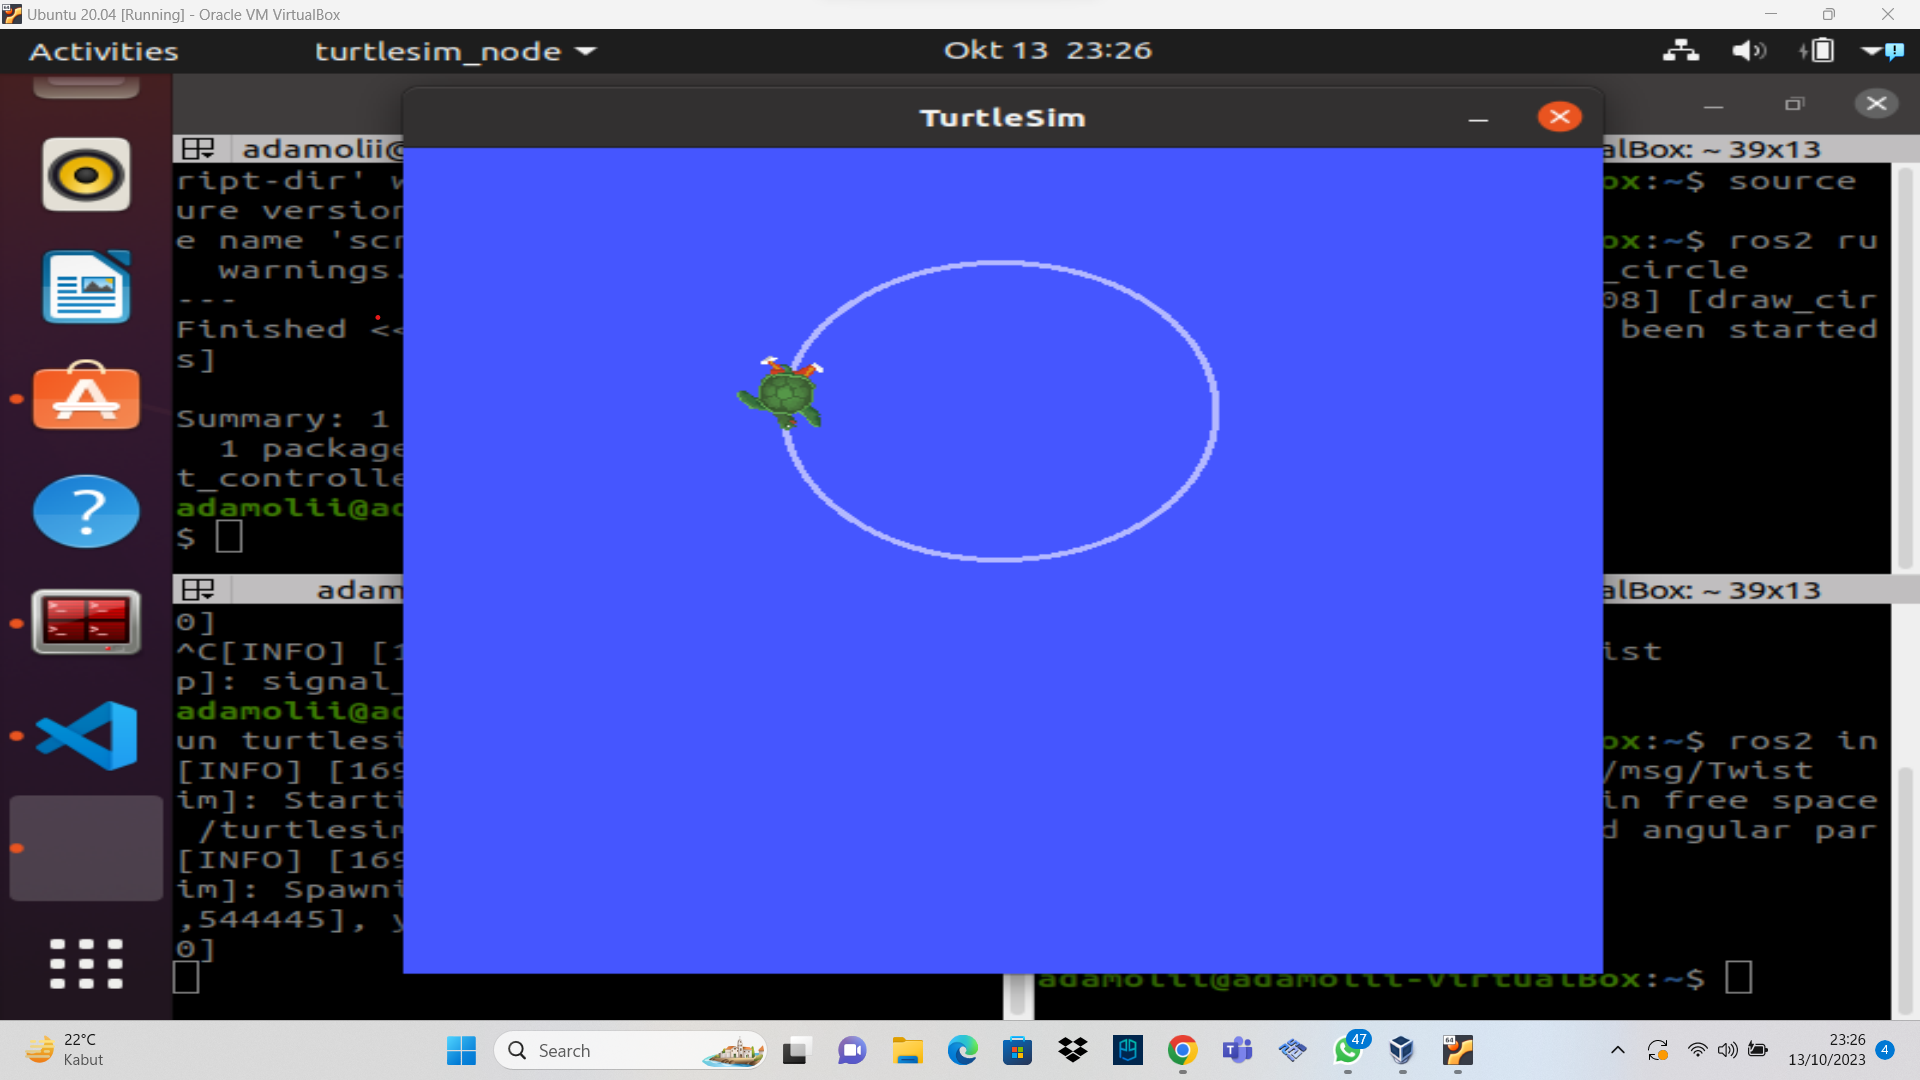 Ubuntu 20.04 [Running] - Oracle VM VirtualBox
Activities
turtlesim_node
Okt 13 23:26
TurtleSim
adamolii@
ript-dir'
ure version
e name 'scr
warnings.
---
Finished <<
s]
Summary: 1
1 package
t_controlle
adamolii@ad
$
alBox: ~ 39x13
ox:~$ source
ox:~$ ros2 ru
_circle
08] [draw_cir
been started
adam
0]
^C[INFO] [1
p]: signal_
adamolii@ad
un turtlesi
[INFO] [169
im]: Starti
/turtlesim
[INFO] [169
im]: Spawni
,544445], y
0]
alBox: ~ 39x13
ist
ox:~$ ros2 in
/msg/Twist
in free space
d angular par
adamolii@adamolii-VirtualBox:~$
22°C
Kabut
Search
64
47
23:26
13/10/2023
4